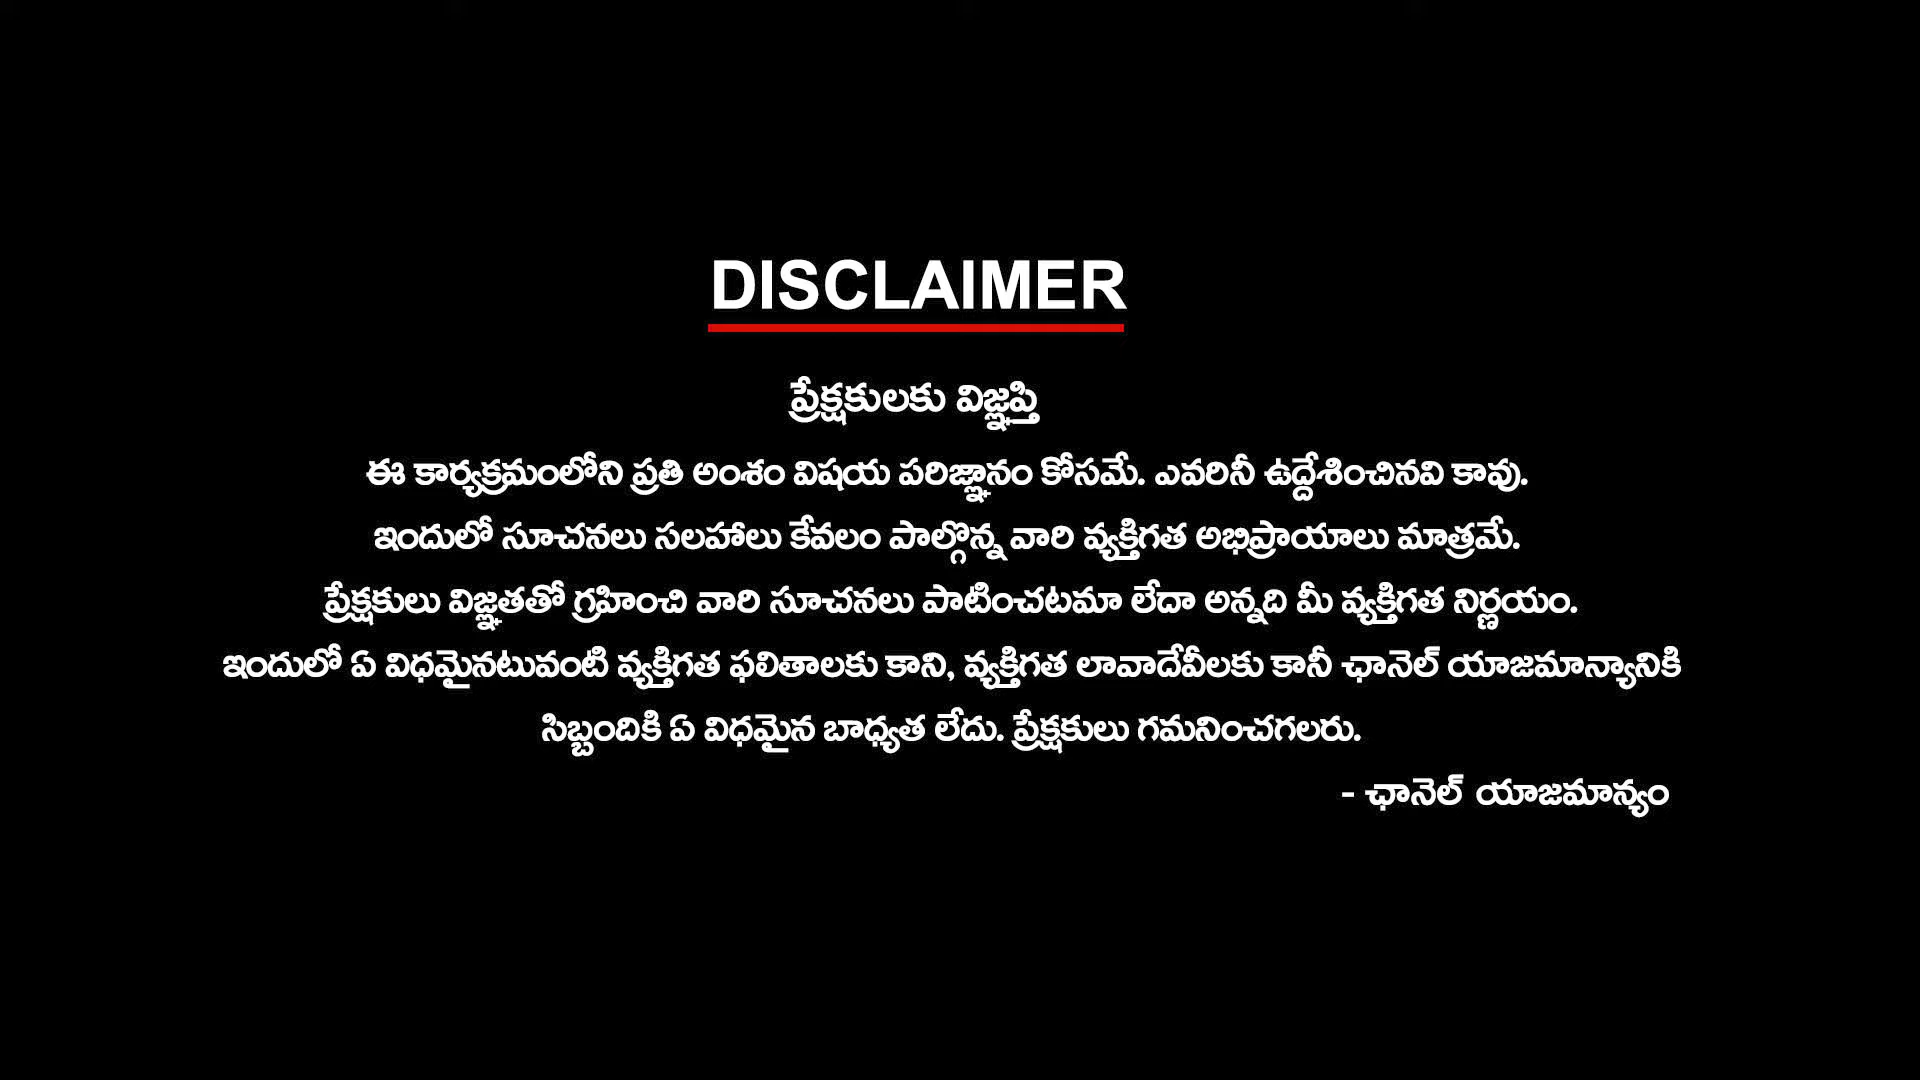 DISCLAIMER
ప్రేక్షకులకు విజ్ఞప్తి
ఈ కార్యక్రమంలోని ప్రతి అంశం విషయ పరిజ్ఞానం కోసమే. ఎవరినీ ఉద్దేశించినవి కావు.
ఇందులో సూచనలు సలహాలు కేవలం పాల్గొన్న వారి వ్యక్తిగత అభిప్రాయాలు మాత్రమే.
ప్రేక్షకులు విజ్ఞతతో గ్రహించి వారి సూచనలు పాటించటమా లేదా అన్నది మీ వ్యక్తిగత నిర్ణయం.
ఇందులో ఏ విధమైనటువంటి వ్యక్తిగత ఫలితాలకు కాని, వ్యక్తిగత లావాదేవీలకు కానీ ఛానెల్ యాజమాన్యానికి
సిబ్బందికి ఏ విధమైన బాధ్యత లేదు. ప్రేక్షకులు గమనించగలరు.
- ఛానెల్ యాజమాన్యం